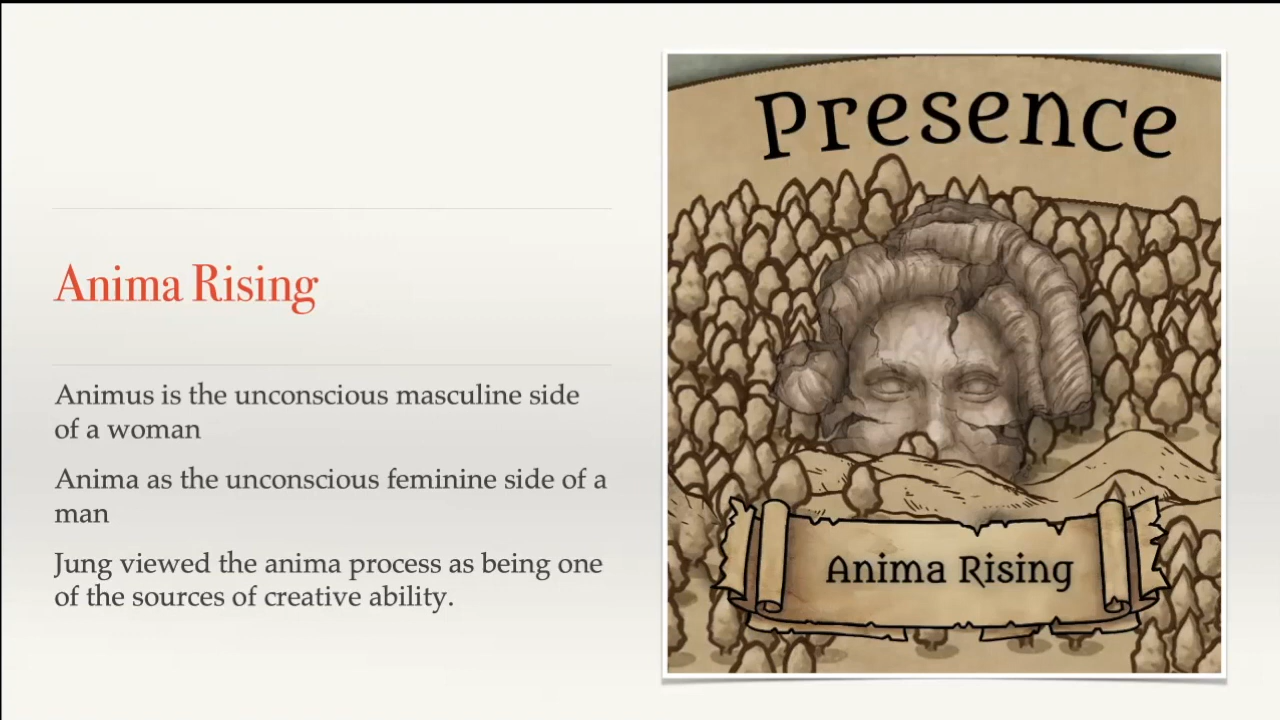 Anima Rising
Animus is the unconscious masculine side
of a woman
Anima as the unconscious feminine side of a
man
Jung viewed the anima process as being one
of the sources of creative ability.
Presence
Anima Rising